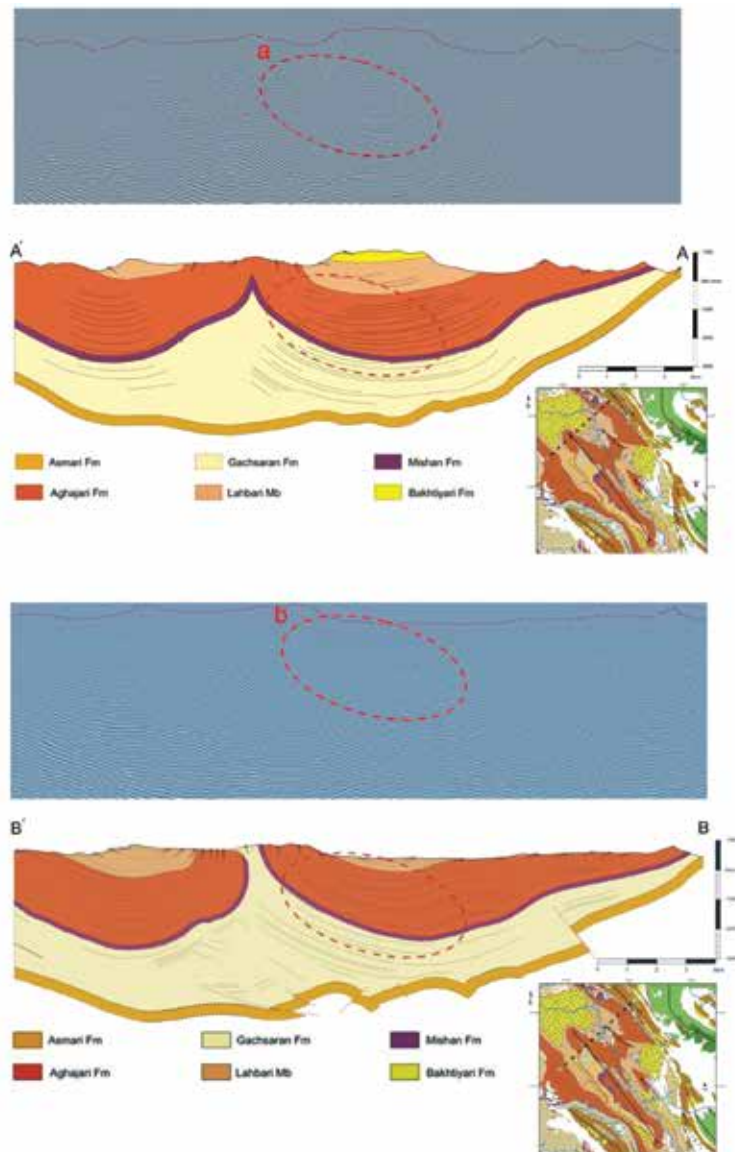 a
A' A
Asmari Fm Gachsaran Fm Mishan Fm
Aghajari Fm Lahbari Mb Bakhtiyari Fm
b
B' B
Asmari Fm Gachsaran Fm Mishan Fm
Aghajari Fm Lahbari Mb Bakhtiyari Fm